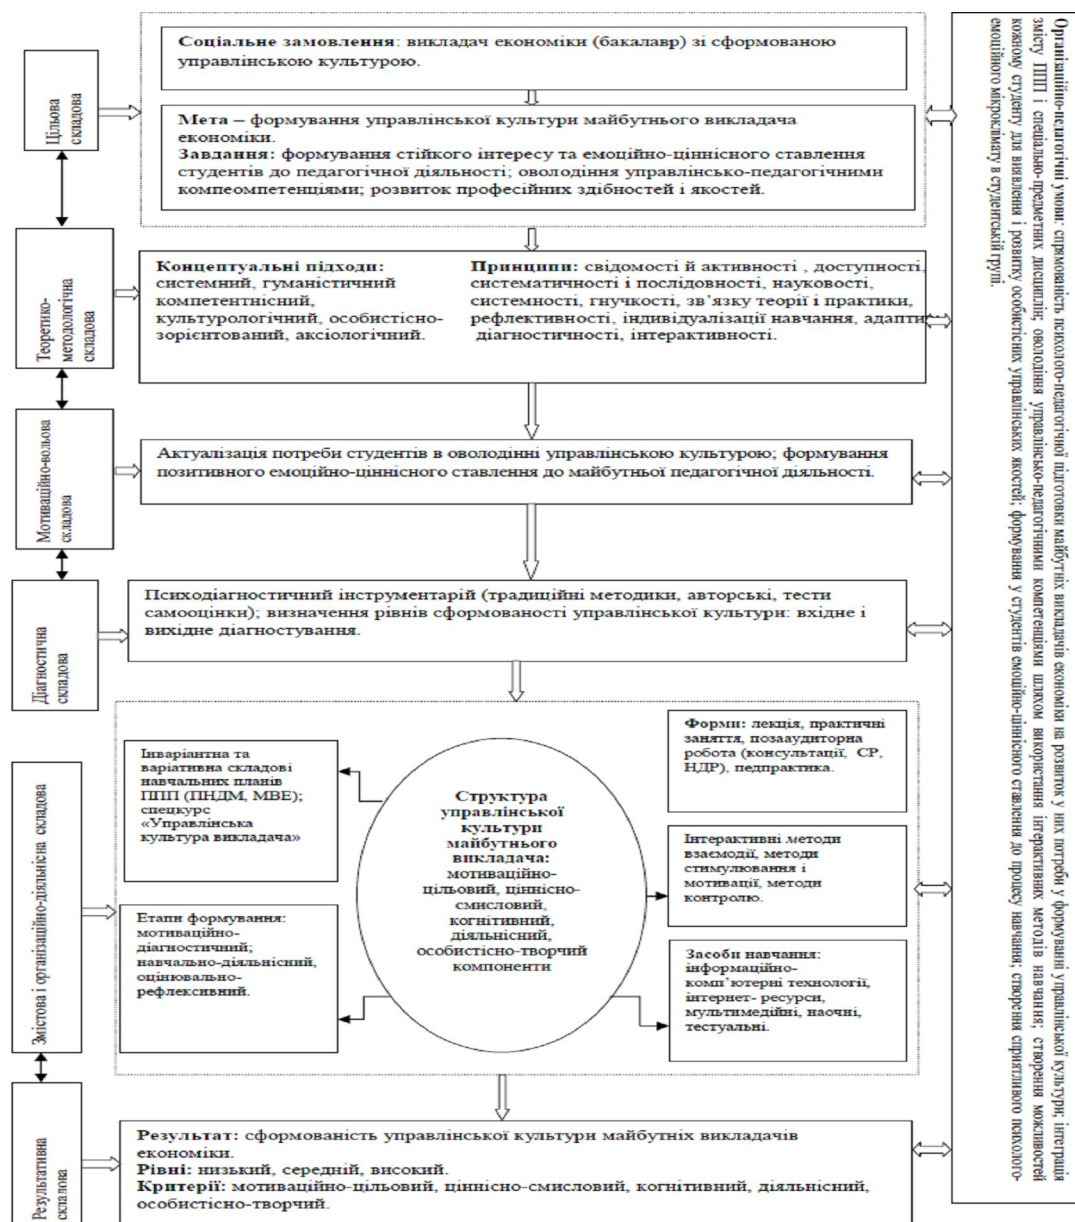 Цільова
складова
Соціальне замовлення: викладач економіки (бакалавр) зі сформованою
управлінською культурою.
Мета – формування управлінської культури майбутнього викладача
економіки.
Завдання: формування стійкого інтересу та емоційно-ціннісного ставлення
студентів до педагогічної діяльності; оволодіння управлінсько-педагогічними
компеомпетенціями; розвиток професійних здібностей і якостей.
Теоретико-
методологічна
складова
Концептуальні підходи:
системний, гуманістичний
компетентнісний,
культурологічний, особистісно-
зорієнтований, аксіологічний.
Принципи: свідомості й активності , доступності,
систематичності і послідовності, науковості,
системності, гнучкості, зв’язку теорії і практики,
рефлективності, індивідуалізації навчання, адапти
діагностичності, інтерактивності.
Мотиваційно-вольова
складова
Актуалізація потреби студентів в оволодінні управлінською культурою; формування
позитивного емоційно-ціннісного ставлення до майбутньої педагогічної діяльності.
Діагностична
складова
Психодіагностичний інструментарій (традиційні методики, авторські, тести
самооцінки); визначення рівнів сформованості управлінської культури: вхідне і
вихідне діагностування.
Змістова і організаційно-діяльнісна складова
Інваріантна та
варіативна складові
навчальних планів
ППП (ПНДМ, МВЕ);
спецкурс
«Управлінська
культура викладача»
Етапи формування:
мотиваційно-
діагностичний;
навчально-діяльнісний,
оцінювально-
рефлексивний.
Структура
управлінської
культури
майбутнього
викладача:
мотиваційно-
цільовий, ціннісно-
смисловий,
когнітивний,
діяльнісний,
особистісно-творчий
компоненти
Форми: лекція, практичні
заняття, позааудиторна
робота (консультації, СР,
НДР), педпрактика.
Інтерактивні методи
взаємодії, методи
стимулювання і
мотивації, методи
контролю.
Засоби навчання:
інформаційно-
комп’ютерні технології,
інтернет- ресурси,
мультимедійні, наочні,
тестуальні.
Результативна
складова
Результат: сформованість управлінської культури майбутніх викладачів
економіки.
Рівні: низький, середній, високий.
Критерії: мотиваційно-цільовий, ціннісно-смисловий, когнітивний, діяльнісний,
особистісно-творчий.
Організаційно-педагогічні умови: спрямованість психолого-педагогічної підготовки майбутніх викладачів економіки на розвиток у них потреби у формуванні управлінської культури; інтеграція
змісту ППП і спеціально-предметних дисциплін; оволодіння управлінсько-педагогічними компетенціями шляхом використання інтерактивних методів навчання; створення можливостей
кожному студенту для виявлення і розвитку особистісних управлінських якостей; формування у студентів емоційно-ціннісного ставлення до процесу навчання; створення сприятливого психолого-
емоційного мікроклімату в студентській групі.